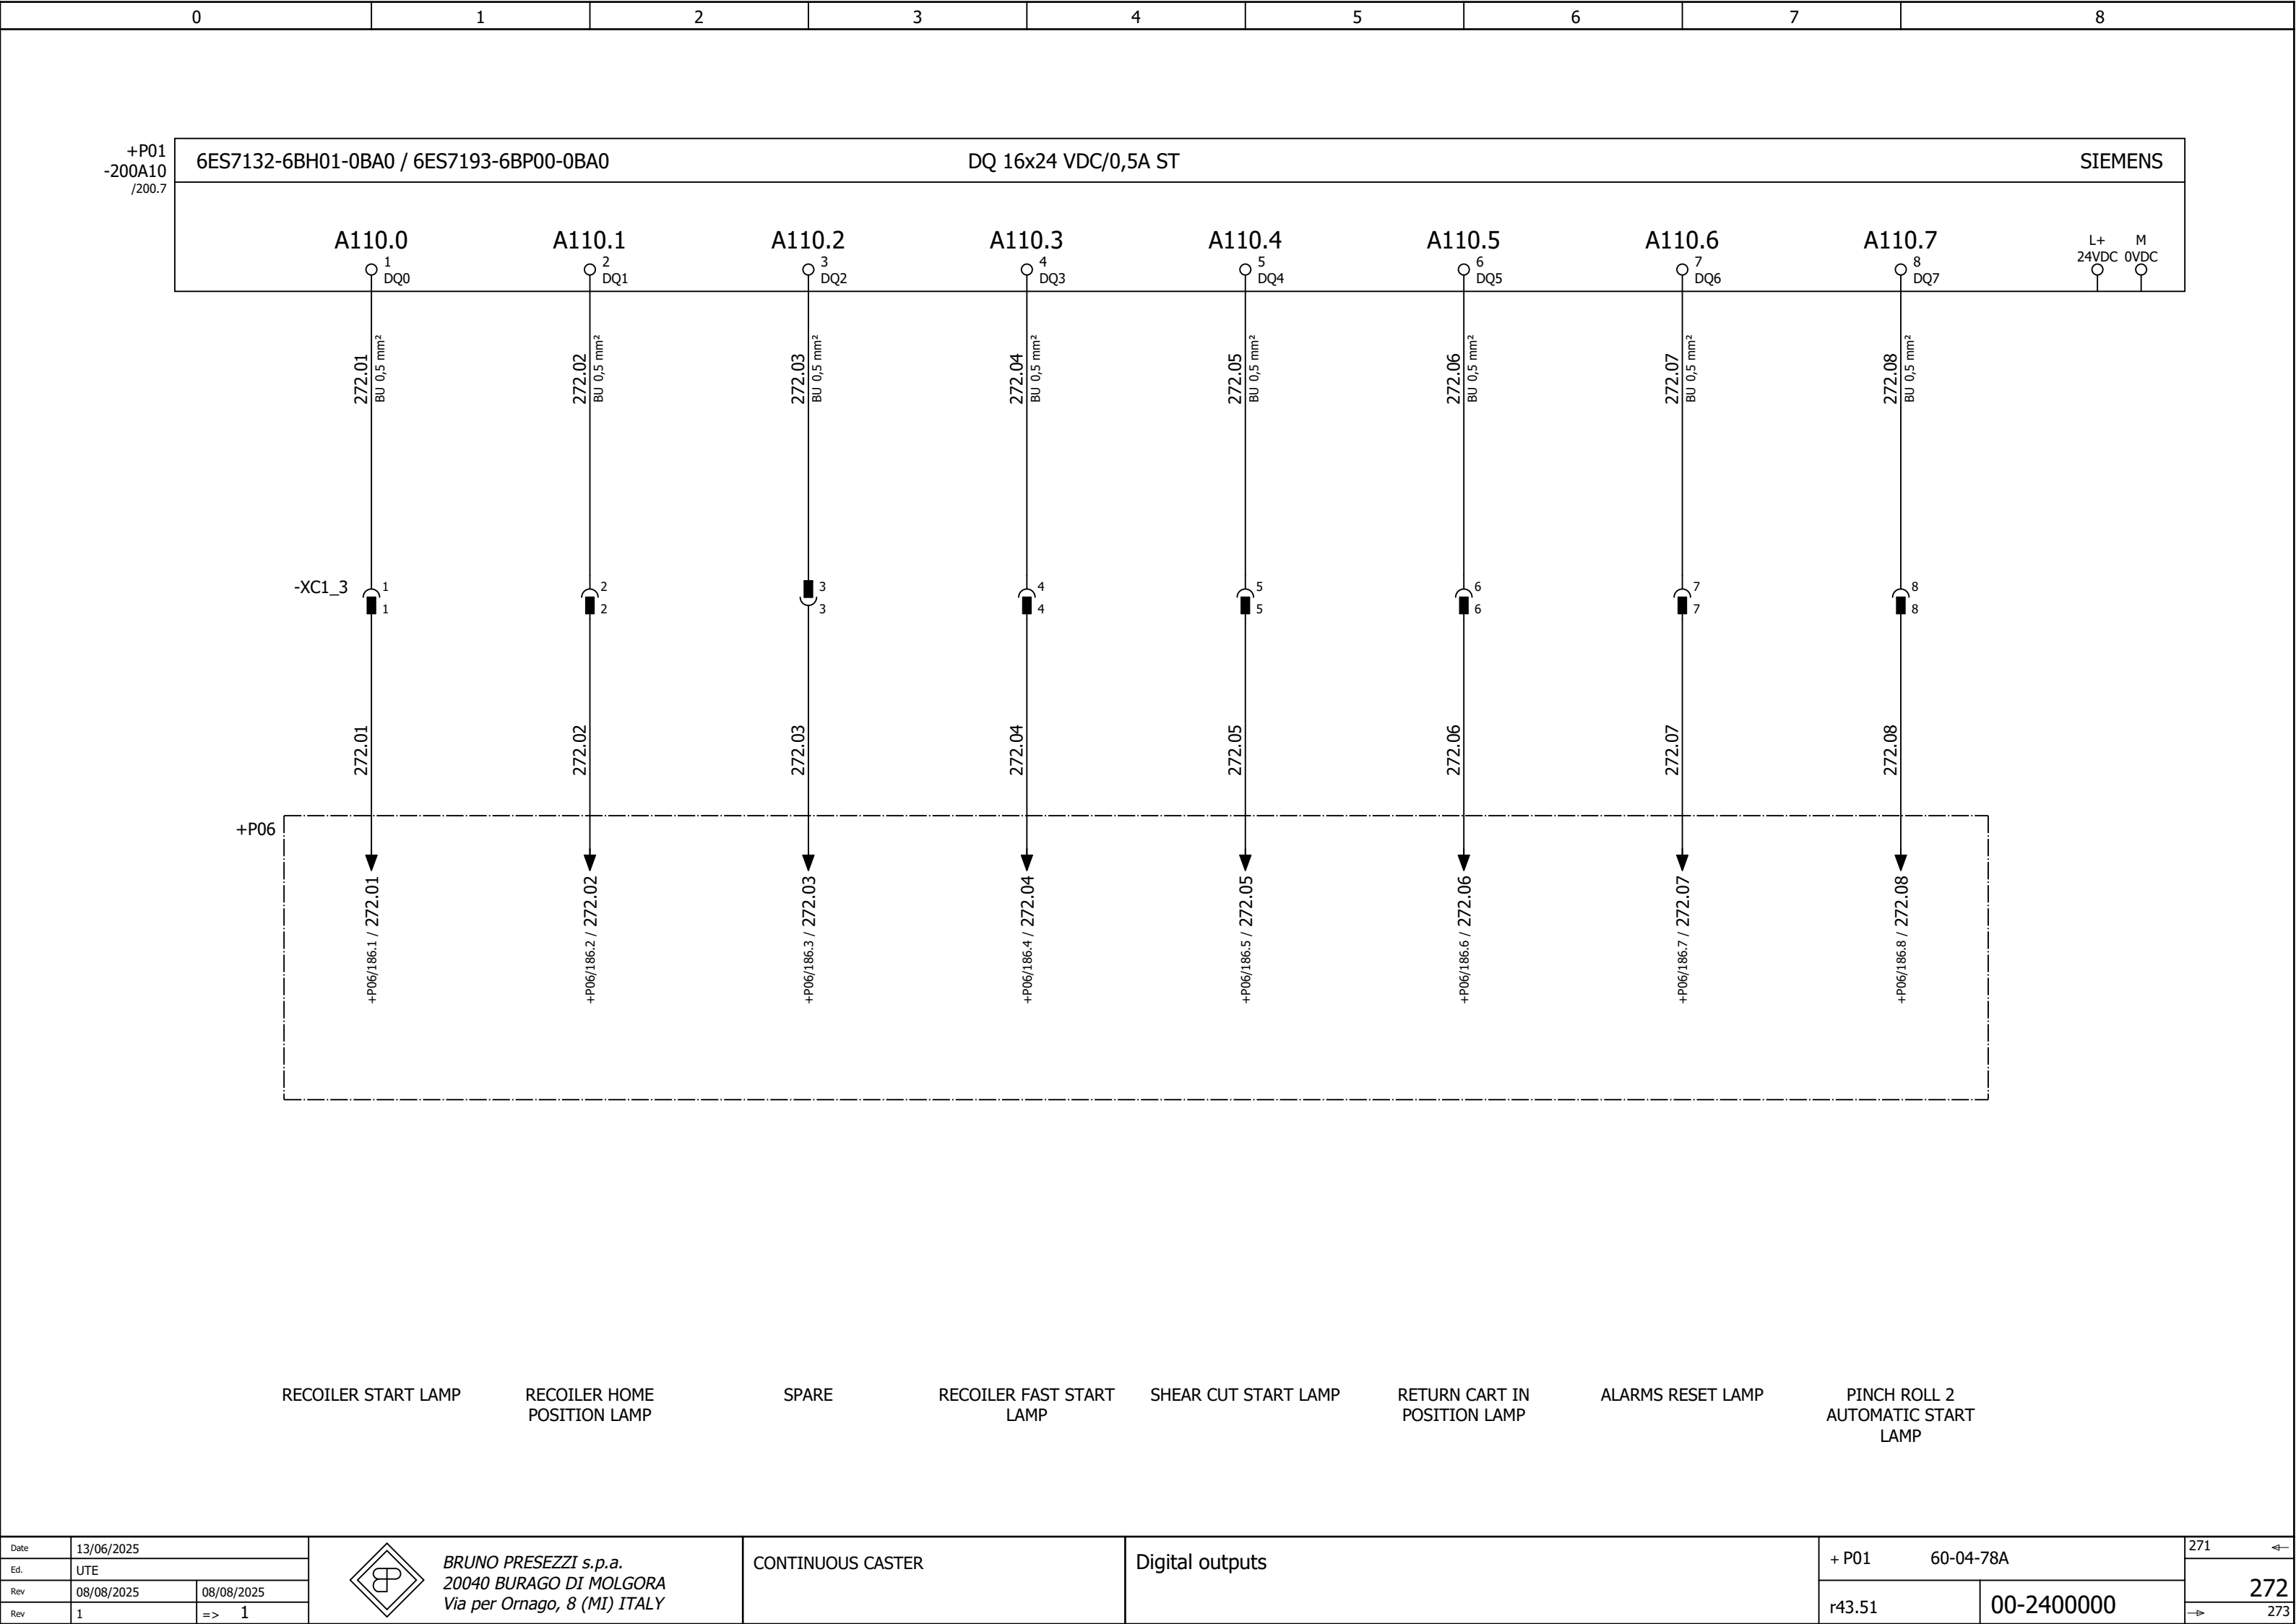 0 1 2 3 4 5 6 7 8
+P01
-200A10
/200.7
6ES7132-6BH01-0BA0 / 6ES7193-6BP00-0BA0 DQ 16x24 VDC/0,5A ST SIEMENS
A110.0 A110.1 A110.2 A110.3 A110.4 A110.5 A110.6 A110.7 L+ M
1 2 3 4 5 6 7 8 24VDC 0VDC
DQ0 DQ1 DQ2 DQ3 DQ4 DQ5 DQ6 DQ7
272.01 272.02 272.03 272.04 272.05 272.06 272.07 272.08
BU 0,5 mm² BU 0,5 mm² BU 0,5 mm² BU 0,5 mm² BU 0,5 mm² BU 0,5 mm² BU 0,5 mm² BU 0,5 mm²
-XC1_3 1 2 3 4 5 6 7 8
1 2 3 4 5 6 7 8
272.01 272.02 272.03 272.04 272.05 272.06 272.07 272.08
+P06
+P06/186.1 / 272.01
+P06/186.2 / 272.02
+P06/186.3 / 272.03
+P06/186.4 / 272.04
+P06/186.5 / 272.05
+P06/186.6 / 272.06
+P06/186.7 / 272.07
+P06/186.8 / 272.08
RECOILER START LAMP
RECOILER HOME
POSITION LAMP
SPARE
RECOILER FAST START
LAMP
SHEAR CUT START LAMP
RETURN CART IN
POSITION LAMP
ALARMS RESET LAMP
PINCH ROLL 2
AUTOMATIC START
LAMP
Date 13/06/2025
Ed. UTE
Rev 08/08/2025 08/08/2025
Rev 1 => 1
BRUNO PRESEZZI s.p.a.
20040 BURAGO DI MOLGORA
Via per Ornago, 8 (MI) ITALY
CONTINUOUS CASTER
Digital outputs
+ P01 60-04-78A
r43.51 00-2400000
271
272
273